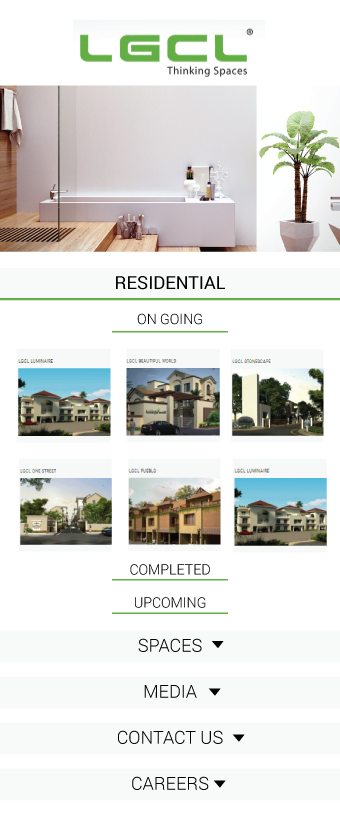 LGCL®
Thinking Spaces
RESIDENTIAL
ON GOING
LGCL LUMINAIRE
LGCL BEAUTIFUL WORLD
LGCL STONESCAPE
LGCL ONE STREET
LGCL PUEBLO
LGCL LUMINAIRE
COMPLETED
UPCOMING
SPACES
MEDIA
CONTACT US
CAREERS